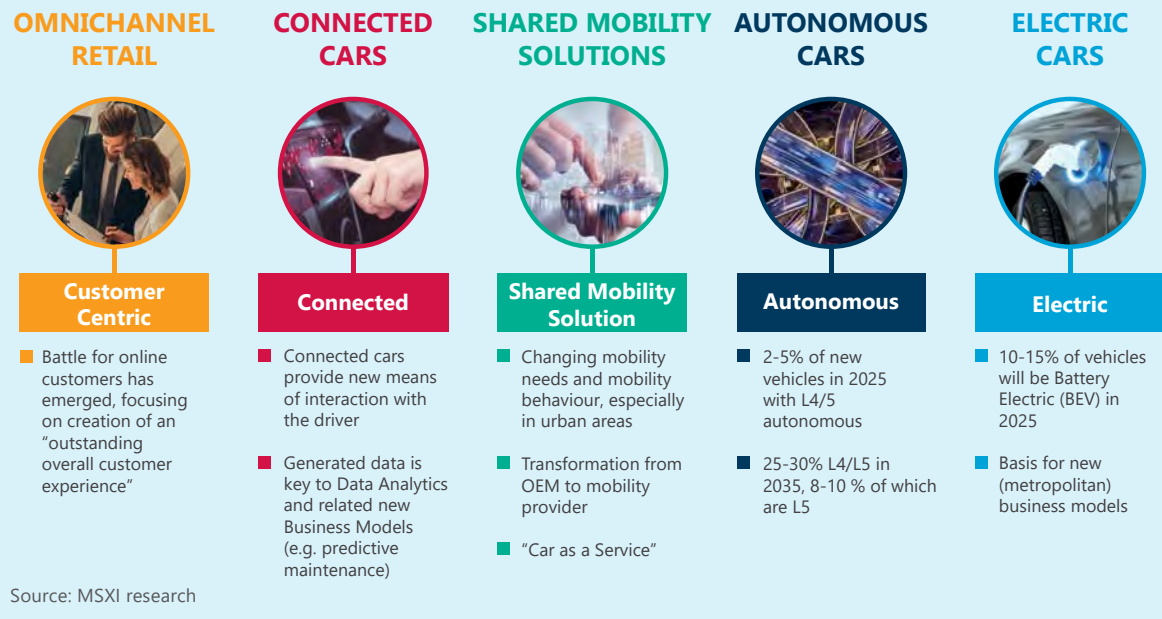 OMNICHANNEL
RETAIL
CONNECTED
CARS
SHARED MOBILITY
SOLUTIONS
AUTONOMOUS
CARS
ELECTRIC
CARS
Customer
Centric
Battle for online
customers has
emerged, focusing
on creation of an
“outstanding
overall customer
experience”
Connected
Connected cars
provide new means
of interaction with
the driver
Generated data is
key to Data Analytics
and related new
Business Models
(e.g. predictive
maintenance)
Shared Mobility
Solution
Changing mobility
needs and mobility
behaviour, especially
in urban areas
Transformation from
OEM to mobility
provider
“Car as a Service”
Autonomous
2-5% of new
vehicles in 2025
with L4/5
autonomous
25-30% L4/L5 in
2035, 8-10 % of which
are L5
Electric
10-15% of vehicles
will be Battery
Electric (BEV) in
2025
Basis for new
(metropolitan)
business models
Source: MSXI research